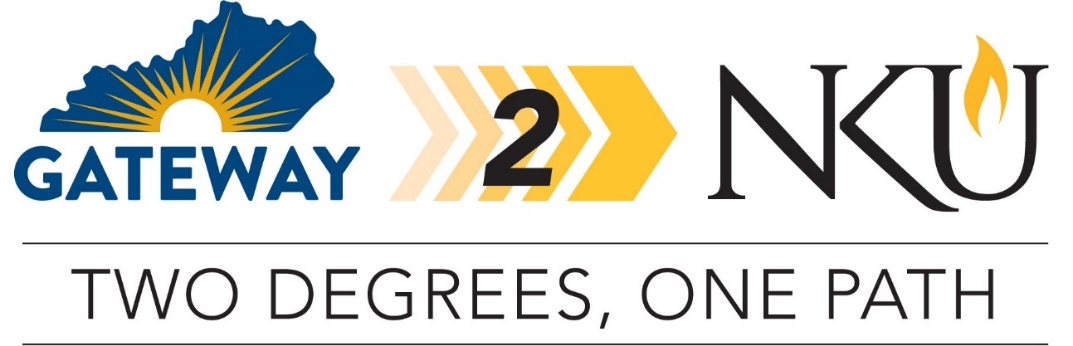 GATEWAY 2 NKU
TWO DEGREES, ONE PATH